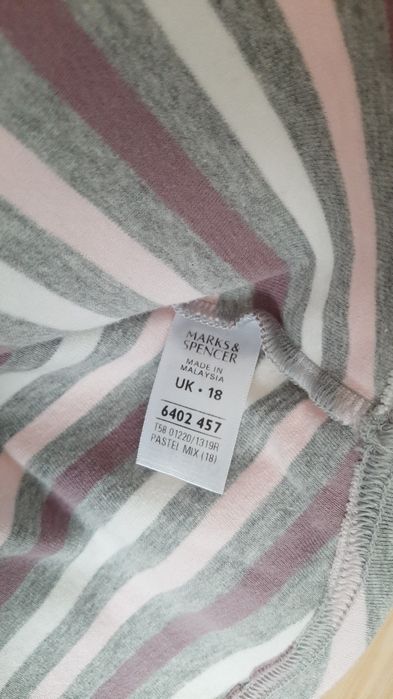 MARKS &
SPENCER
MADE IN
MALAYSIA
UK • 18
6402 457
T58 01220/1319R
PASTEL MIX (18)